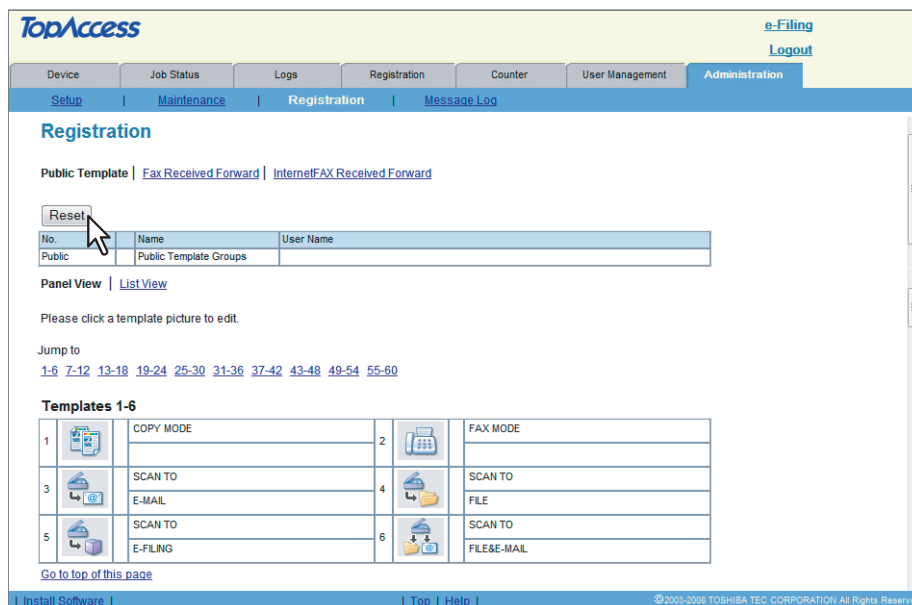 TopAccess
e-Filing
Logout
Device Job Status Logs Registration Counter User Management Administration
Setup | Maintenance | Registration | Message Log
Registration
Public Template | Fax Received Forward | InternetFAX Received Forward
Reset
No. Name User Name
Public Public Template Groups
Panel View | List View
Please click a template picture to edit.
Jump to
1-6 7-12 13-18 19-24 25-30 31-36 37-42 43-48 49-54 55-60
Templates 1-6
1 COPY MODE 2 FAX MODE
3 SCAN TO 4 SCAN TO
E-MAIL FILE
5 SCAN TO 6 SCAN TO
E-FILING FILE&E-MAIL
Go to top of this page
| Install Software | | Top | Help | ©2003-2008 TOSHIBA TEC CORPORATION All Rights Reserve